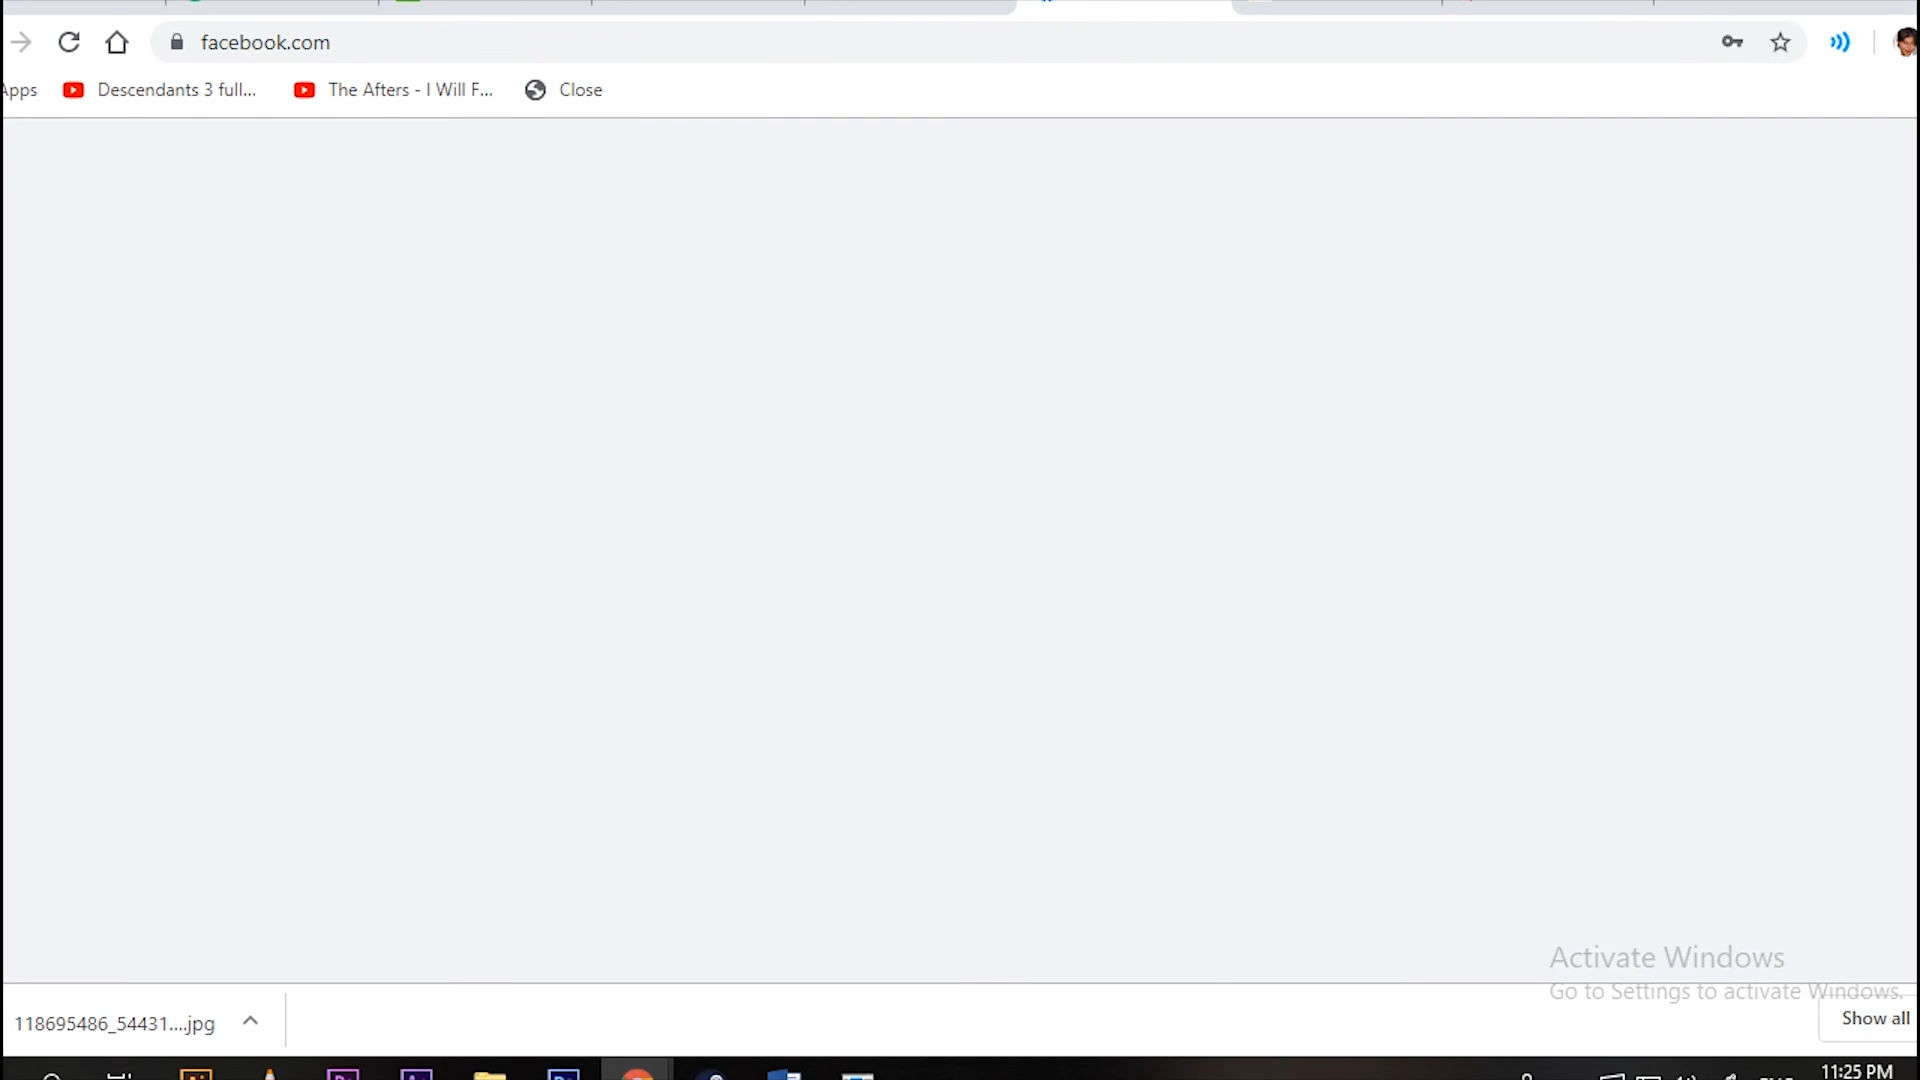 facebook.com
Apps
Descendants 3 full...
The Afters - I Will F...
Close
Activate Windows
Go to Settings to activate Windows.
118695486_54431....jpg
Show all
11:25 PM